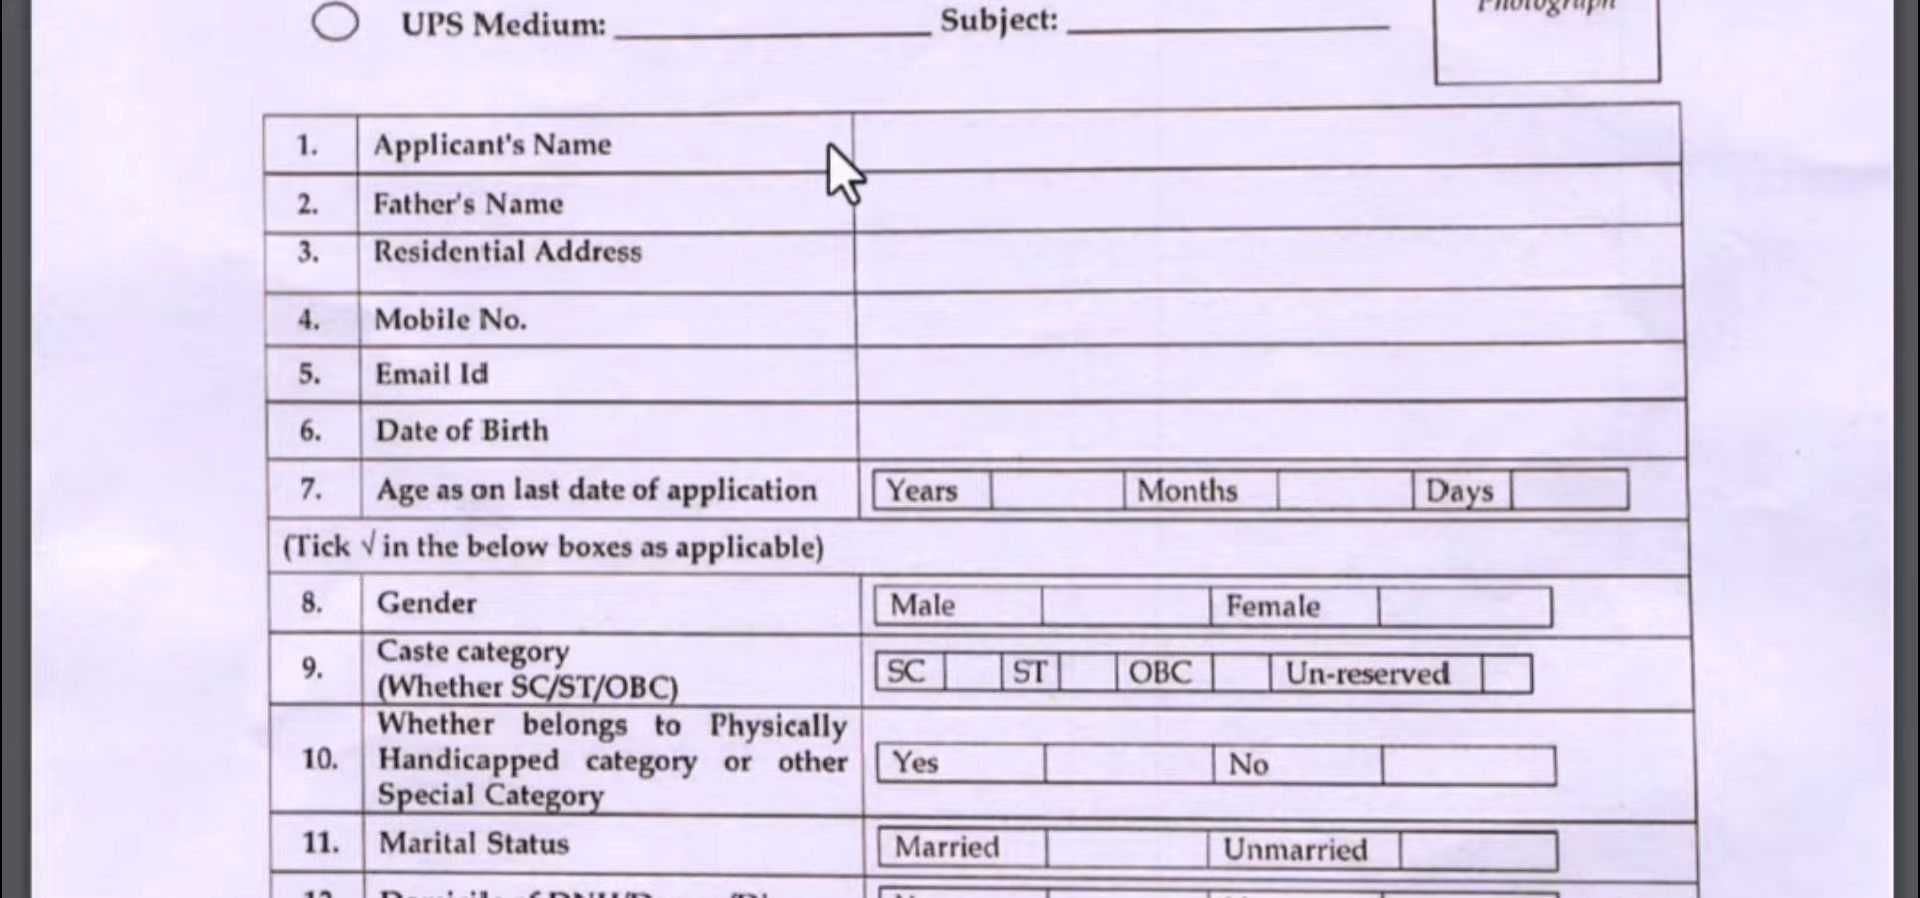 Photograph
UPS Medium: Subject:
1. Applicant's Name
2. Father's Name
3. Residential Address
4. Mobile No.
5. Email Id
6. Date of Birth
7. Age as on last date of application Years Months Days
(Tick √ in the below boxes as applicable)
8. Gender Male Female
9. Caste category
(Whether SC/ST/OBC) SC ST OBC Un-reserved
Whether belongs to Physically
10. Handicapped category or other Yes No
Special Category
11. Marital Status Married Unmarried